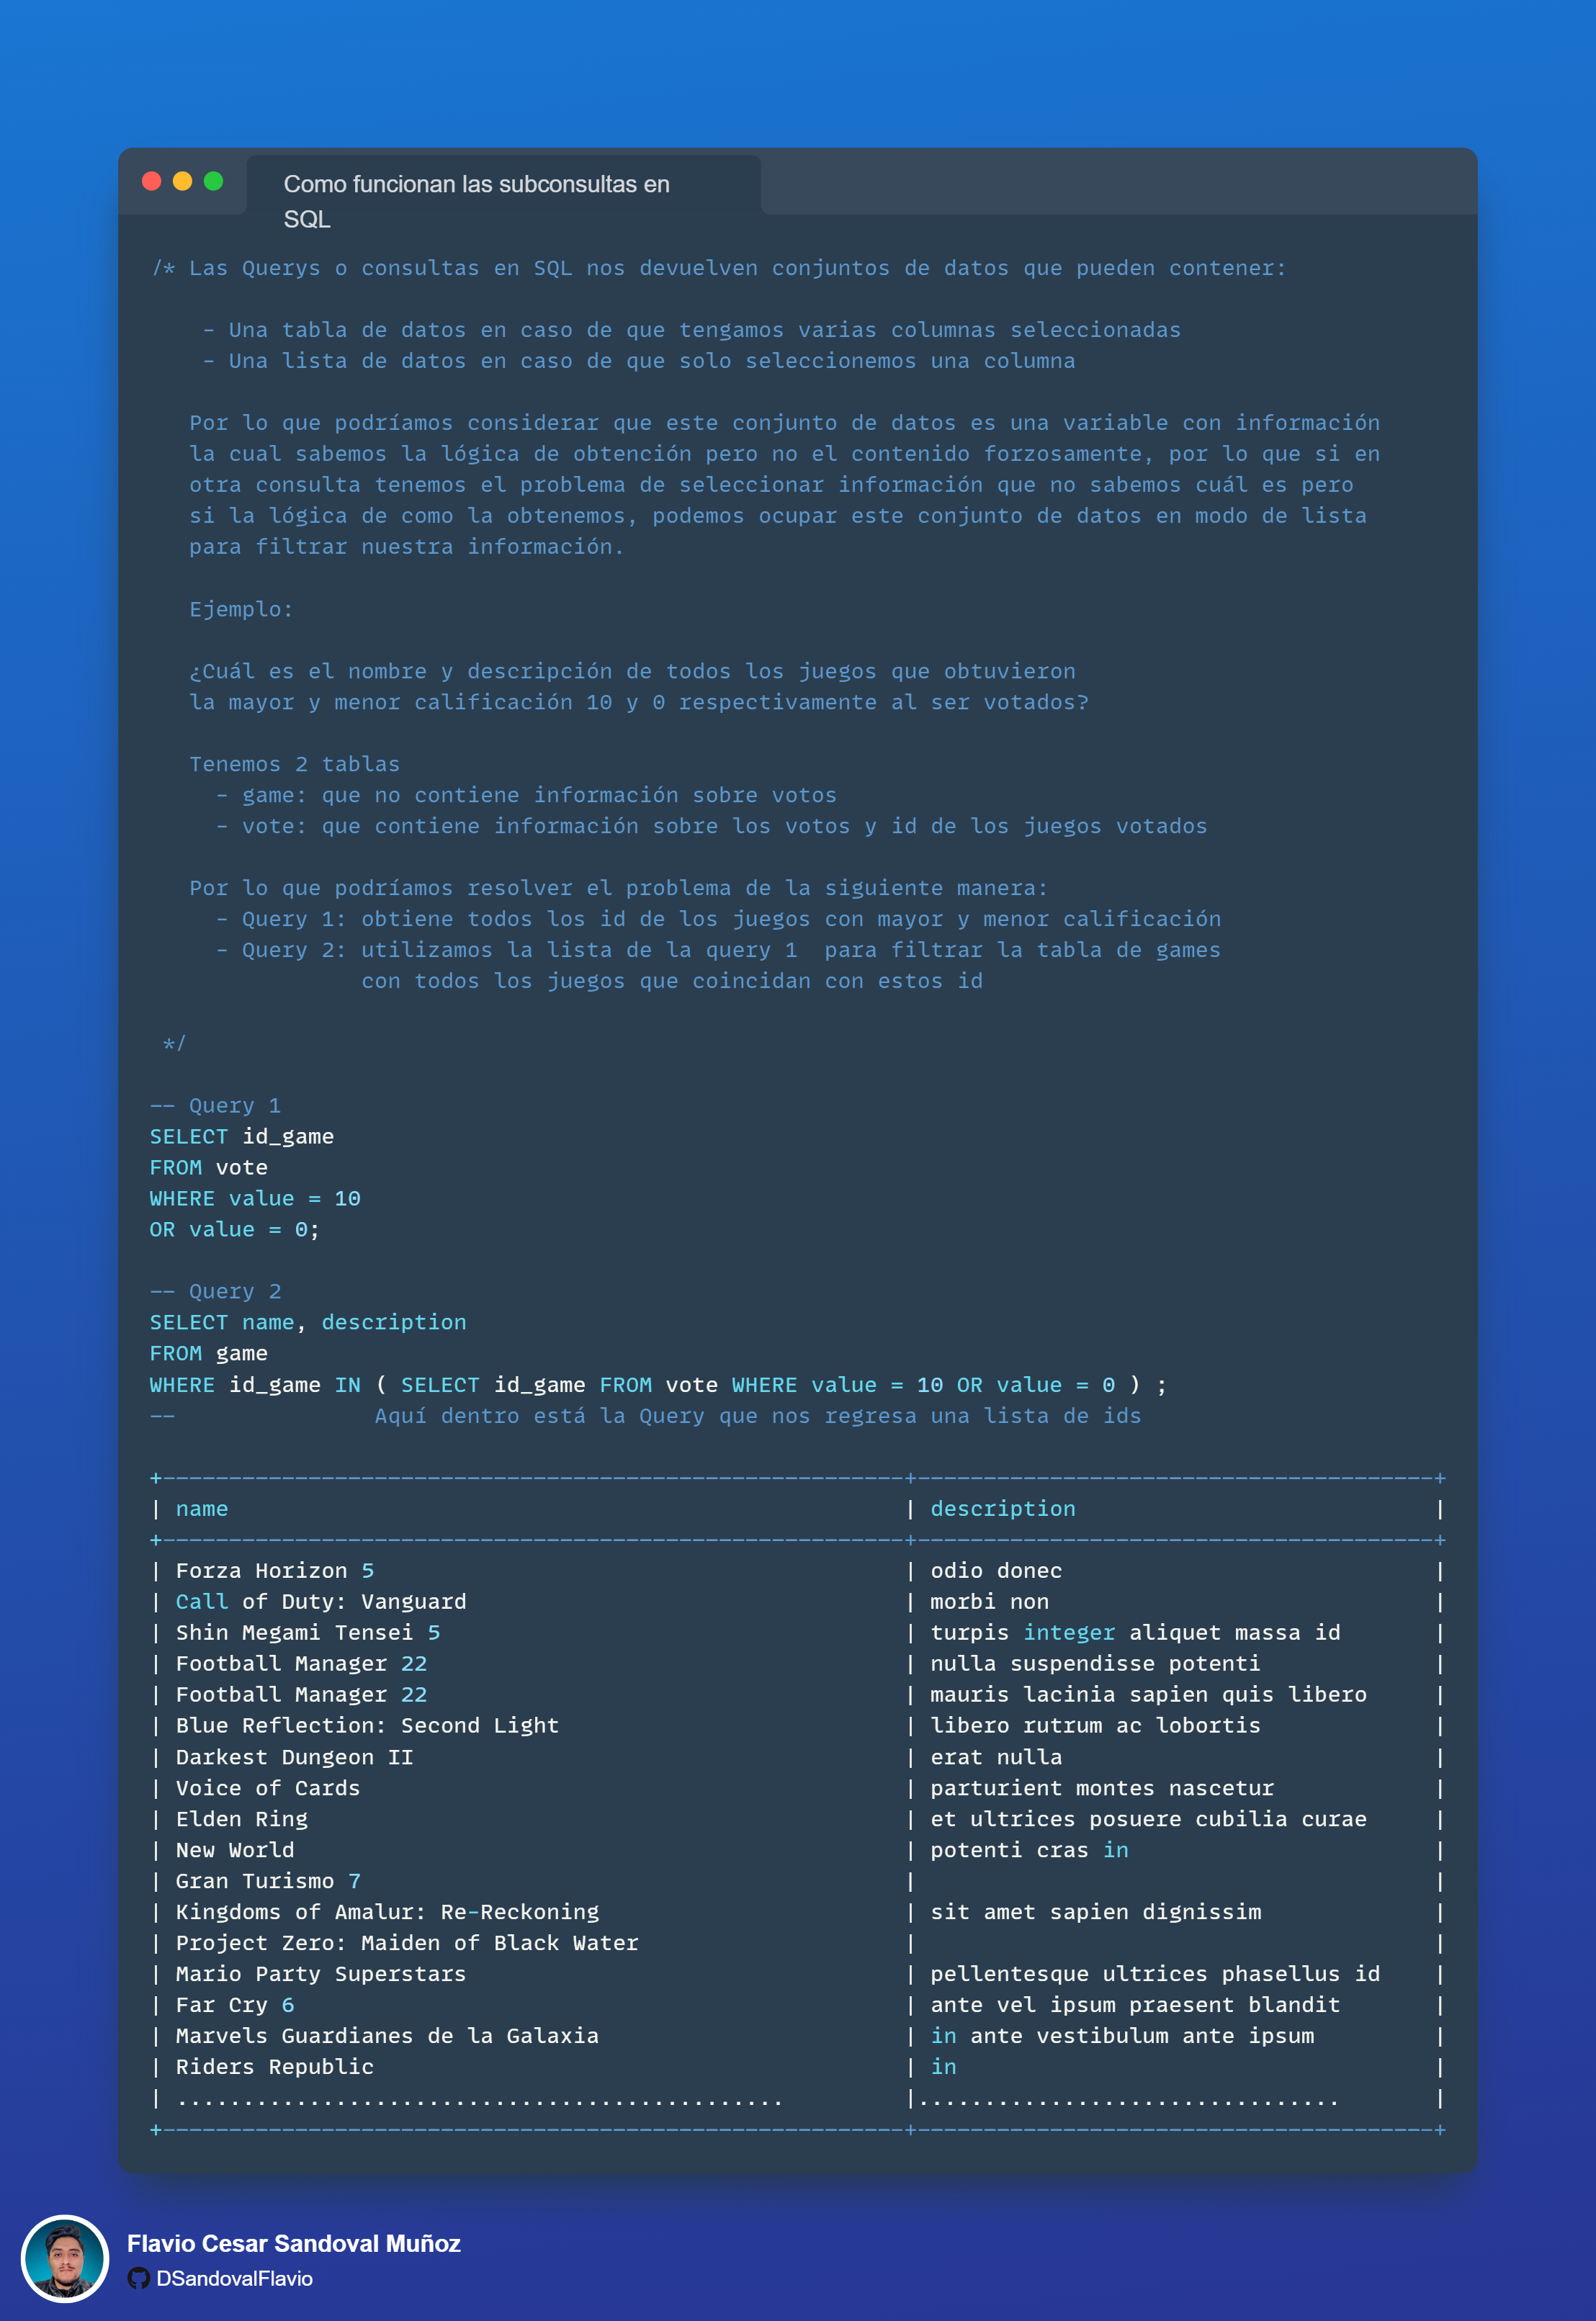 Como funcionan las subconsultas en
SQL
/* Las Querys o consultas en SQL nos devuelven conjuntos de datos que pueden contener:
- Una tabla de datos en caso de que tengamos varias columnas seleccionadas
- Una lista de datos en caso de que solo seleccionemos una columna
Por lo que podríamos considerar que este conjunto de datos es una variable con información
la cual sabemos la lógica de obtención pero no el contenido forzosamente, por lo que si en
otra consulta tenemos el problema de seleccionar información que no sabemos cuál es pero
si la lógica de como la obtenemos, podemos ocupar este conjunto de datos en modo de lista
para filtrar nuestra información.
Ejemplo:
¿Cuál es el nombre y descripción de todos los juegos que obtuvieron
la mayor y menor calificación 10 y 0 respectivamente al ser votados?
Tenemos 2 tablas
- game: que no contiene información sobre votos
- vote: que contiene información sobre los votos y id de los juegos votados
Por lo que podríamos resolver el problema de la siguiente manera:
- Query 1: obtiene todos los id de los juegos con mayor y menor calificación
- Query 2: utilizamos la lista de la query 1  para filtrar la tabla de games
con todos los juegos que coincidan con estos id
*/
-- Query 1
SELECT id_game
FROM vote
WHERE value = 10
OR value = 0;
-- Query 2
SELECT name, description
FROM game
WHERE id_game IN ( SELECT id_game FROM vote WHERE value = 10 OR value = 0 ) ;
--               Aquí dentro está la Query que nos regresa una lista de ids
+--------------------------------------------------------+---------------------------------------+
| name | description |
+--------------------------------------------------------+---------------------------------------+
| Forza Horizon 5 | odio donec |
| Call of Duty: Vanguard | morbi non |
| Shin Megami Tensei 5 | turpis integer aliquet massa id |
| Football Manager 22 | nulla suspendisse potenti |
| Football Manager 22 | mauris lacinia sapien quis libero |
| Blue Reflection: Second Light | libero rutrum ac lobortis |
| Darkest Dungeon II | erat nulla |
| Voice of Cards | parturient montes nascetur |
| Elden Ring | et ultrices posuere cubilia curae |
| New World | potenti cras in |
| Gran Turismo 7 | |
| Kingdoms of Amalur: Re-Reckoning | sit amet sapien dignissim |
| Project Zero: Maiden of Black Water | |
| Mario Party Superstars | pellentesque ultrices phasellus id |
| Far Cry 6 | ante vel ipsum praesent blandit |
| Marvels Guardianes de la Galaxia | in ante vestibulum ante ipsum |
| Riders Republic | in |
| .............................................. |................................ |
+--------------------------------------------------------+---------------------------------------+
Flavio Cesar Sandoval Muñoz
DSandovalFlavio